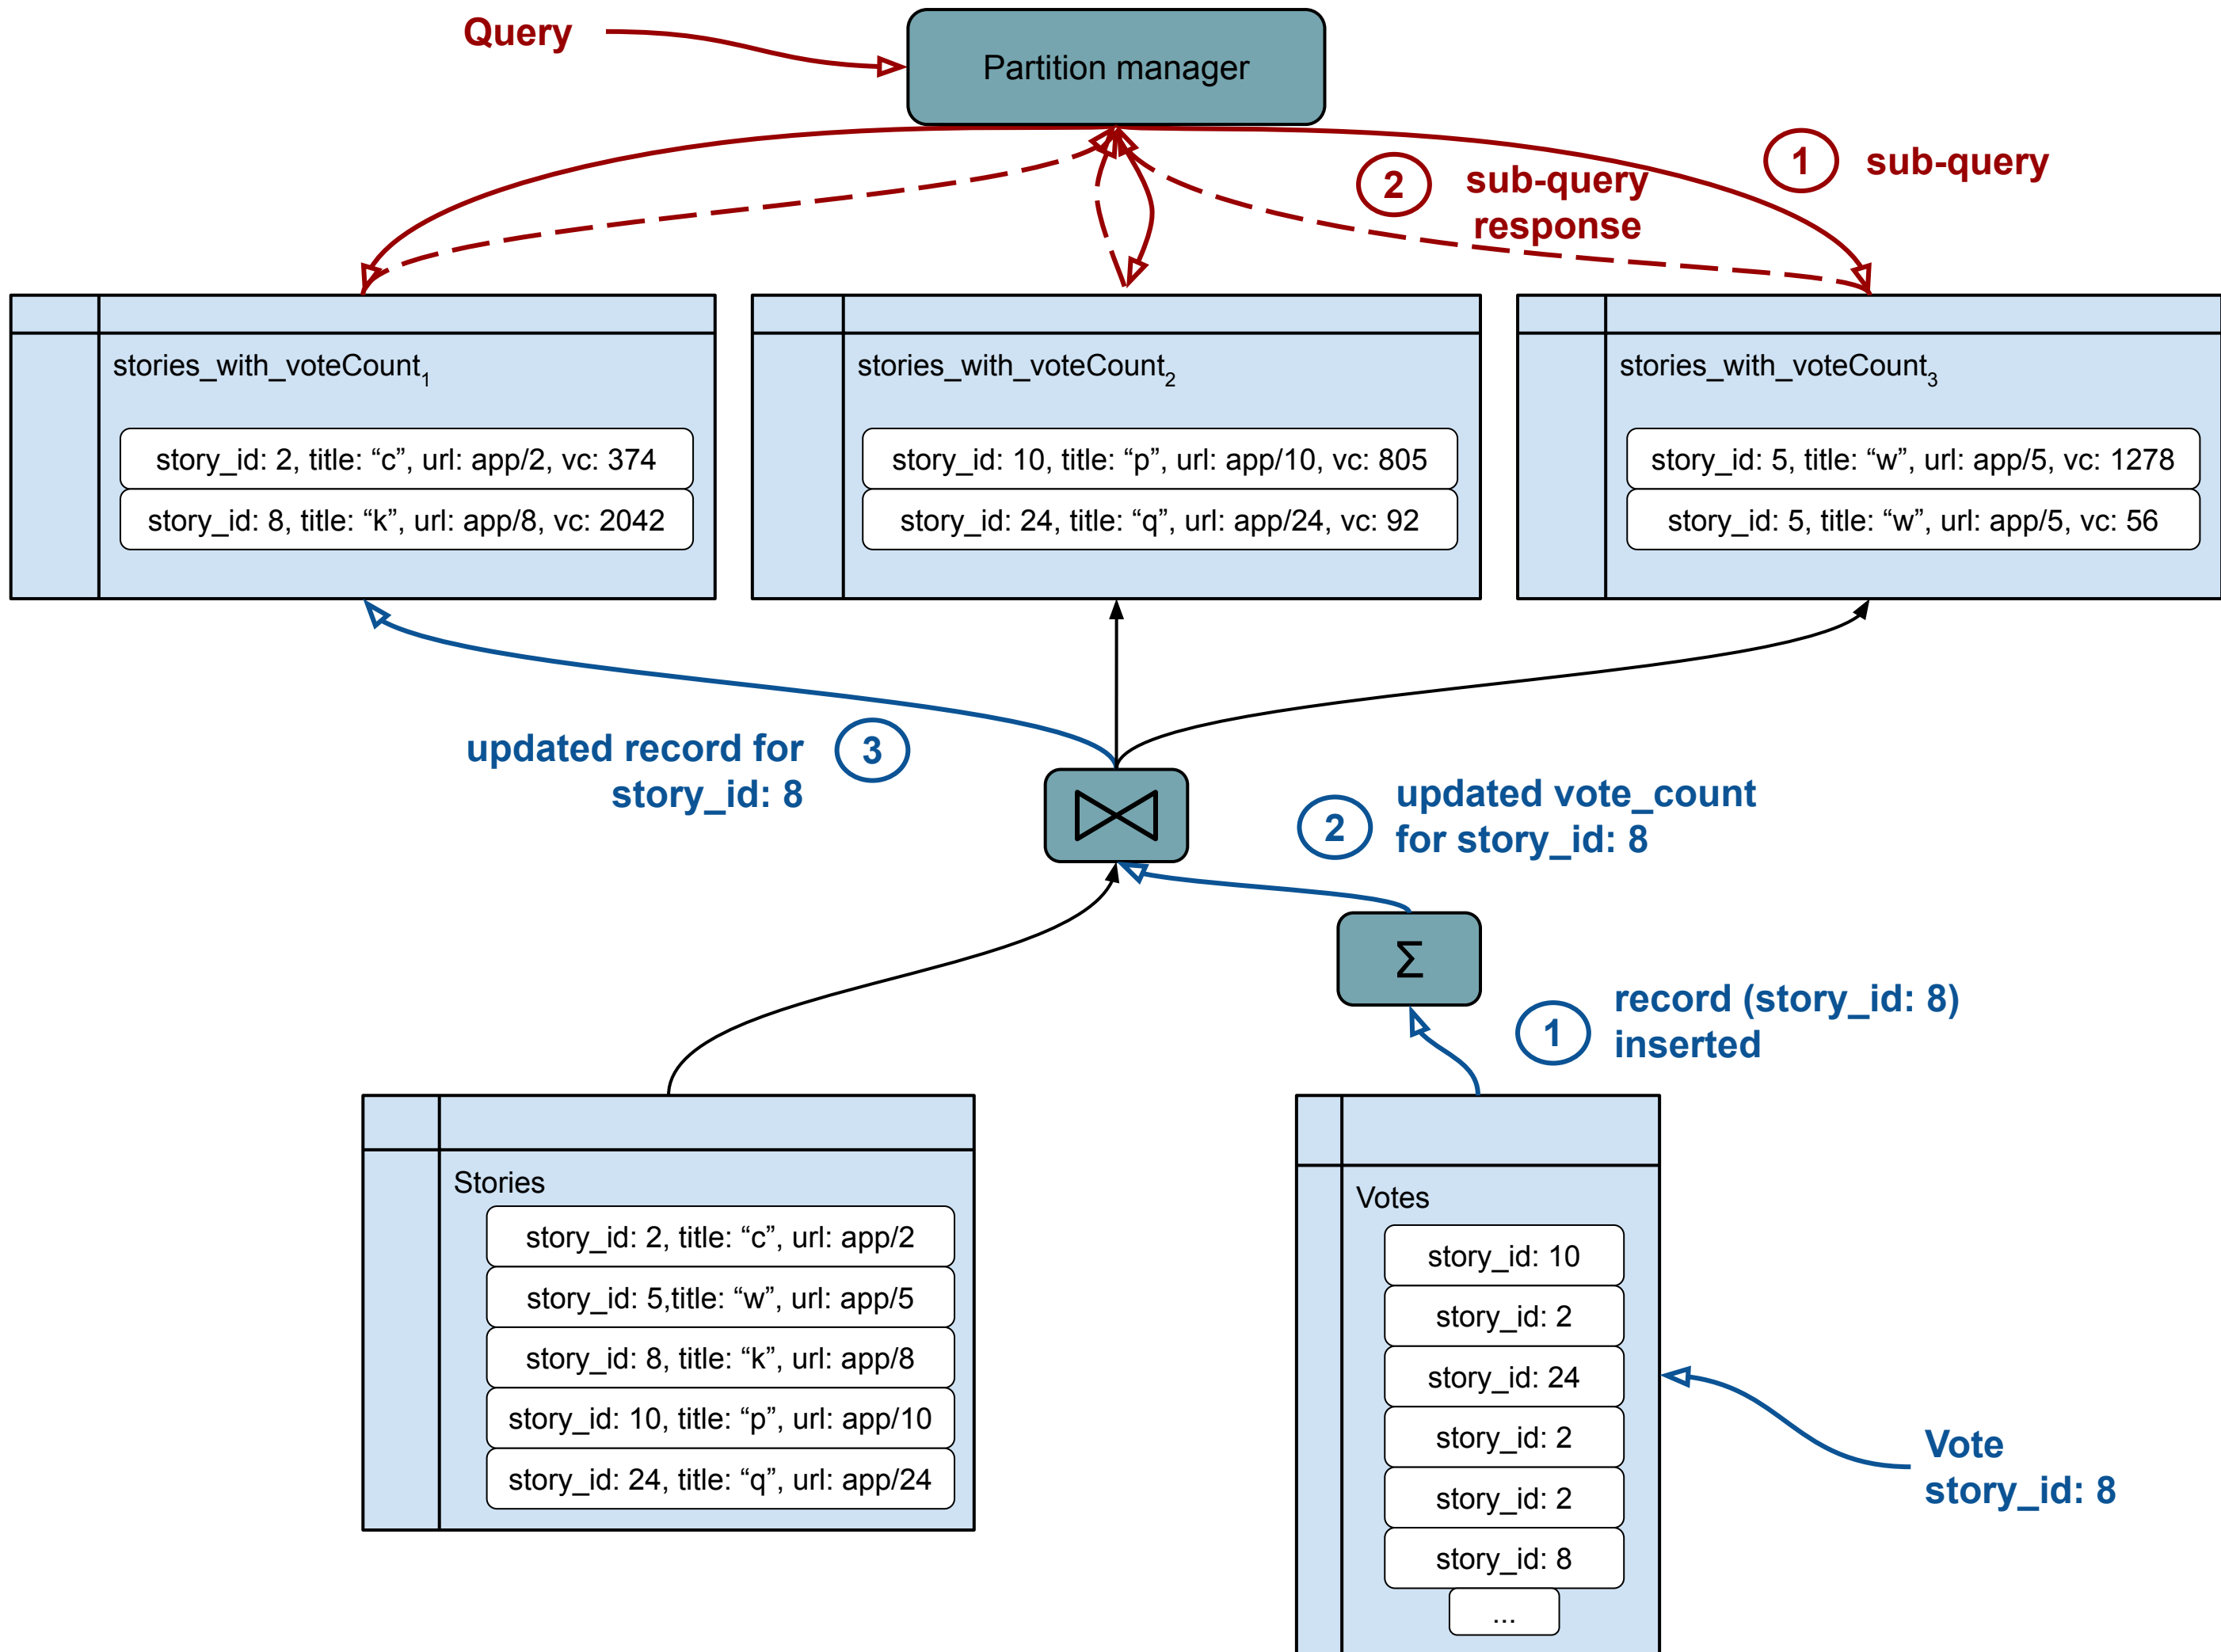 Query
Partition manager
1
sub-query
2
sub-query
response
stories_with_voteCount₁
story_id: 2, title: “c”, url: app/2, vc: 374
story_id: 8, title: “k”, url: app/8, vc: 2042
stories_with_voteCount₂
story_id: 10, title: “p”, url: app/10, vc: 805
story_id: 24, title: “q”, url: app/24, vc: 92
stories_with_voteCount₃
story_id: 5, title: “w”, url: app/5, vc: 1278
story_id: 5, title: “w”, url: app/5, vc: 56
updated record for
story_id: 8
3
2
updated vote_count
for story_id: 8
Σ
1
record (story_id: 8)
inserted
Stories
story_id: 2, title: “c”, url: app/2
story_id: 5,title: “w”, url: app/5
story_id: 8, title: “k”, url: app/8
story_id: 10, title: “p”, url: app/10
story_id: 24, title: “q”, url: app/24
Votes
story_id: 10
story_id: 2
story_id: 24
story_id: 2
story_id: 2
story_id: 8
...
Vote
story_id: 8